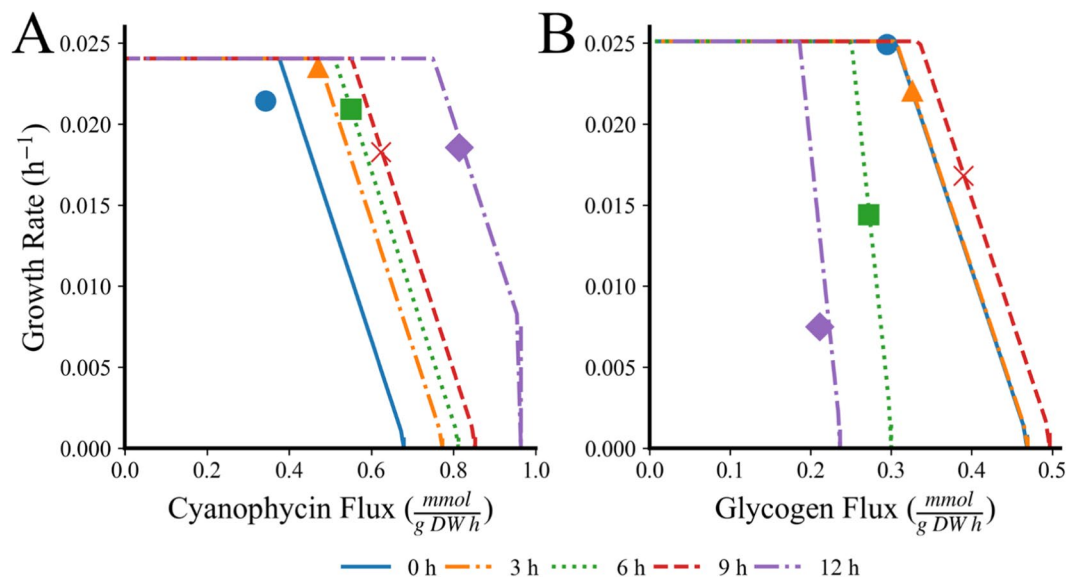 A
B
0.025
0.020
0.015
0.010
0.005
0.000
Growth Rate (h⁻¹)
0.0 0.2 0.4 0.6 0.8 1.0
Cyanophycin Flux (mmol / g DW h)
0.025
0.020
0.015
0.010
0.005
0.000
0.0 0.1 0.2 0.3 0.4 0.5
Glycogen Flux (mmol / g DW h)
0 h 3 h 6 h 9 h 12 h